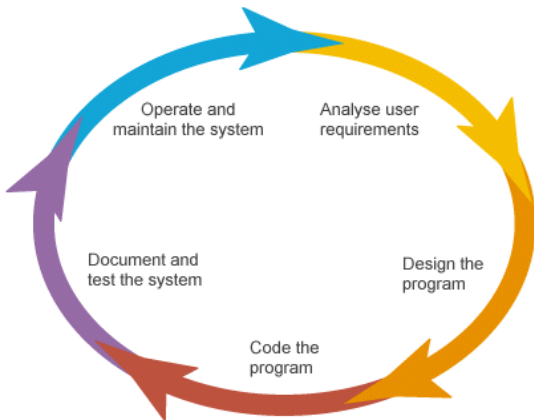 Operate and
maintain the system
Analyse user
requirements
Design the
program
Code the
program
Document and
test the system